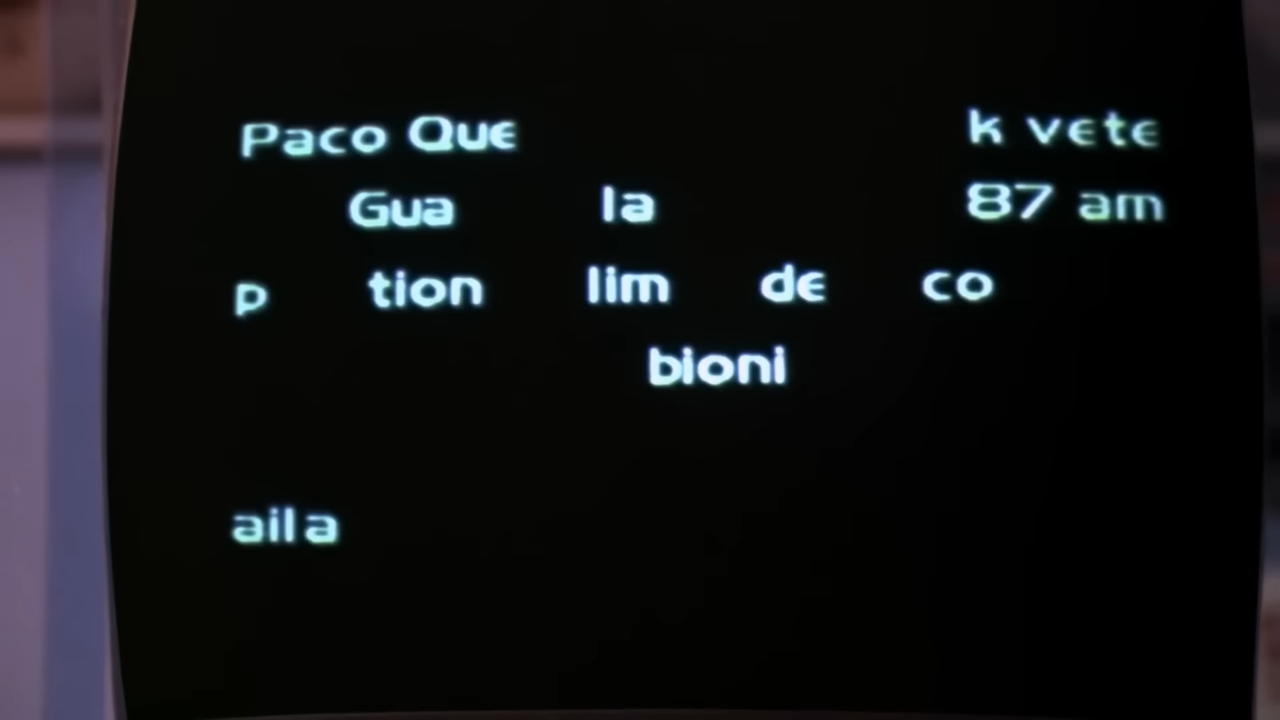 Paco Que k vete
Gua la 87 am
p tion lim de co
bioni
aila